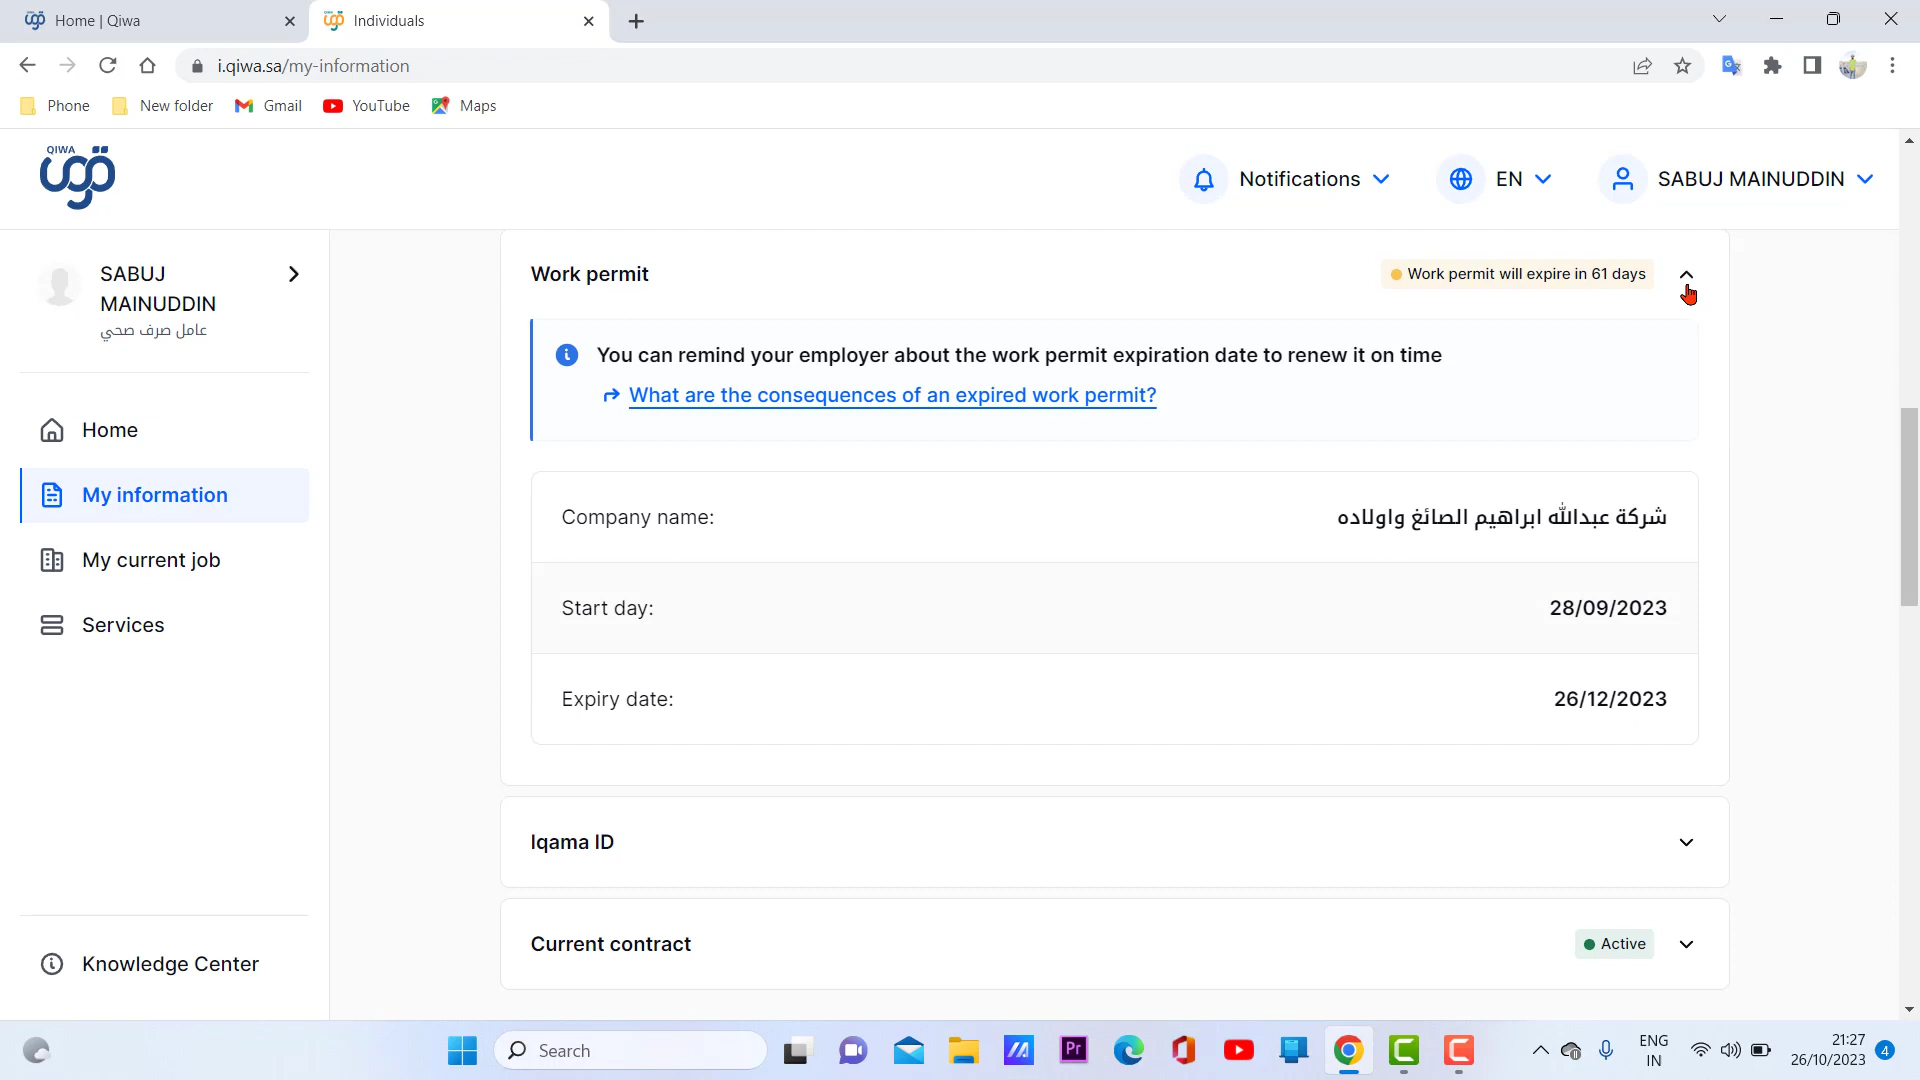 Home | Qiwa
Individuals
i.qiwa.sa/my-information
Phone
New folder
Gmail
YouTube
Maps
QIWA
قوى
Notifications
EN
SABUJ MAINUDDIN
SABUJ
MAINUDDIN
عامل صرف صحي
Home
My information
My current job
Services
Knowledge Center
Work permit
Work permit will expire in 61 days
You can remind your employer about the work permit expiration date to renew it on time
What are the consequences of an expired work permit?
Company name:
شركة عبدالله ابراهيم الصائغ واولاده
Start day:
28/09/2023
Expiry date:
26/12/2023
Iqama ID
Current contract
Active
Search
Pr
ENG
IN
21:27
26/10/2023
4